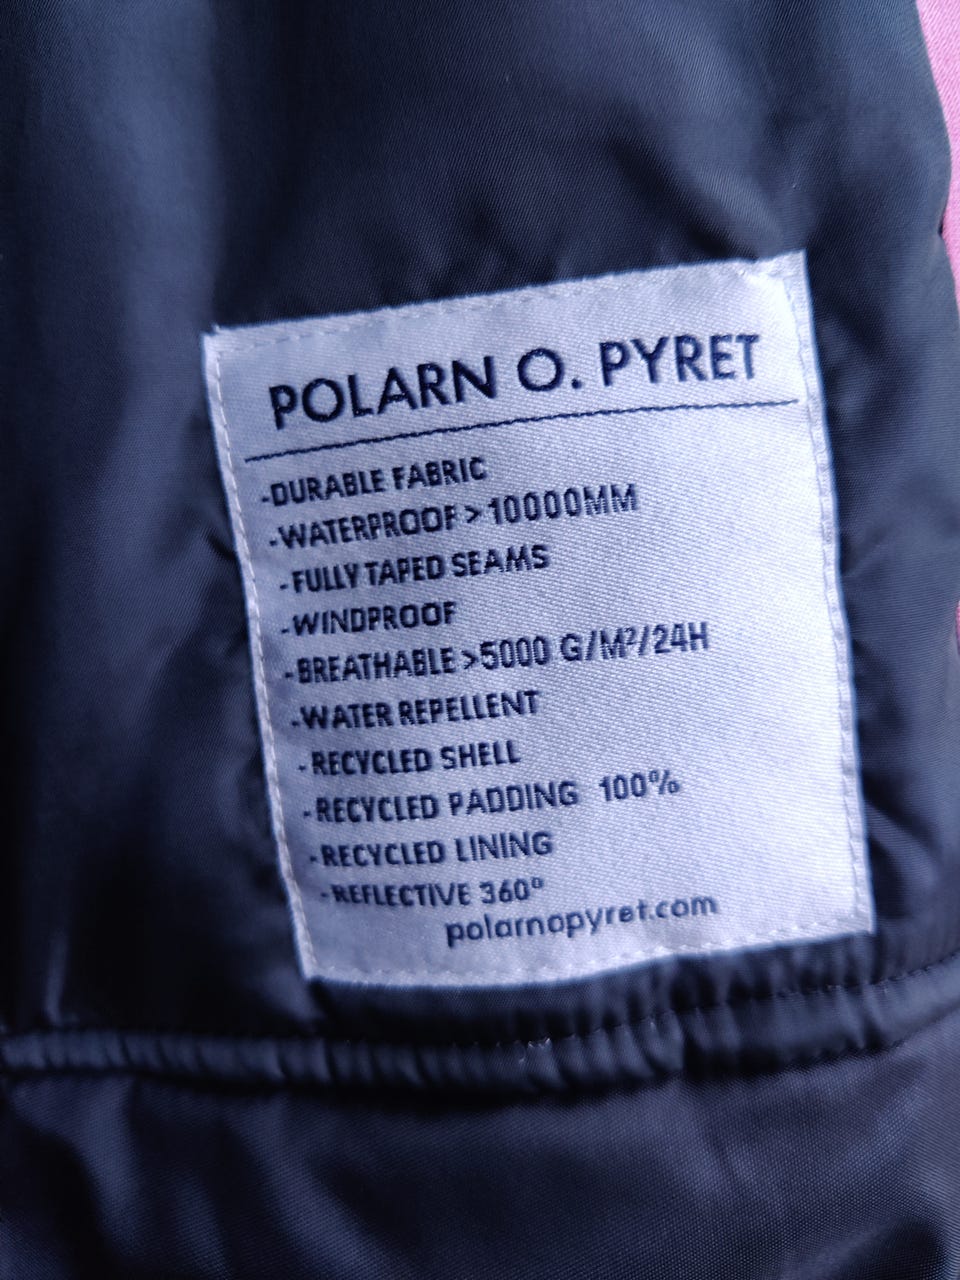 POLARN O. PYRET
-DURABLE FABRIC
-WATERPROOF > 10000MM
-FULLY TAPED SEAMS
-WINDPROOF
-BREATHABLE >5000 G/M²/24H
-WATER REPELLENT
-RECYCLED SHELL
-RECYCLED PADDING 100%
-RECYCLED LINING
-REFLECTIVE 360°
polarnopyret.com